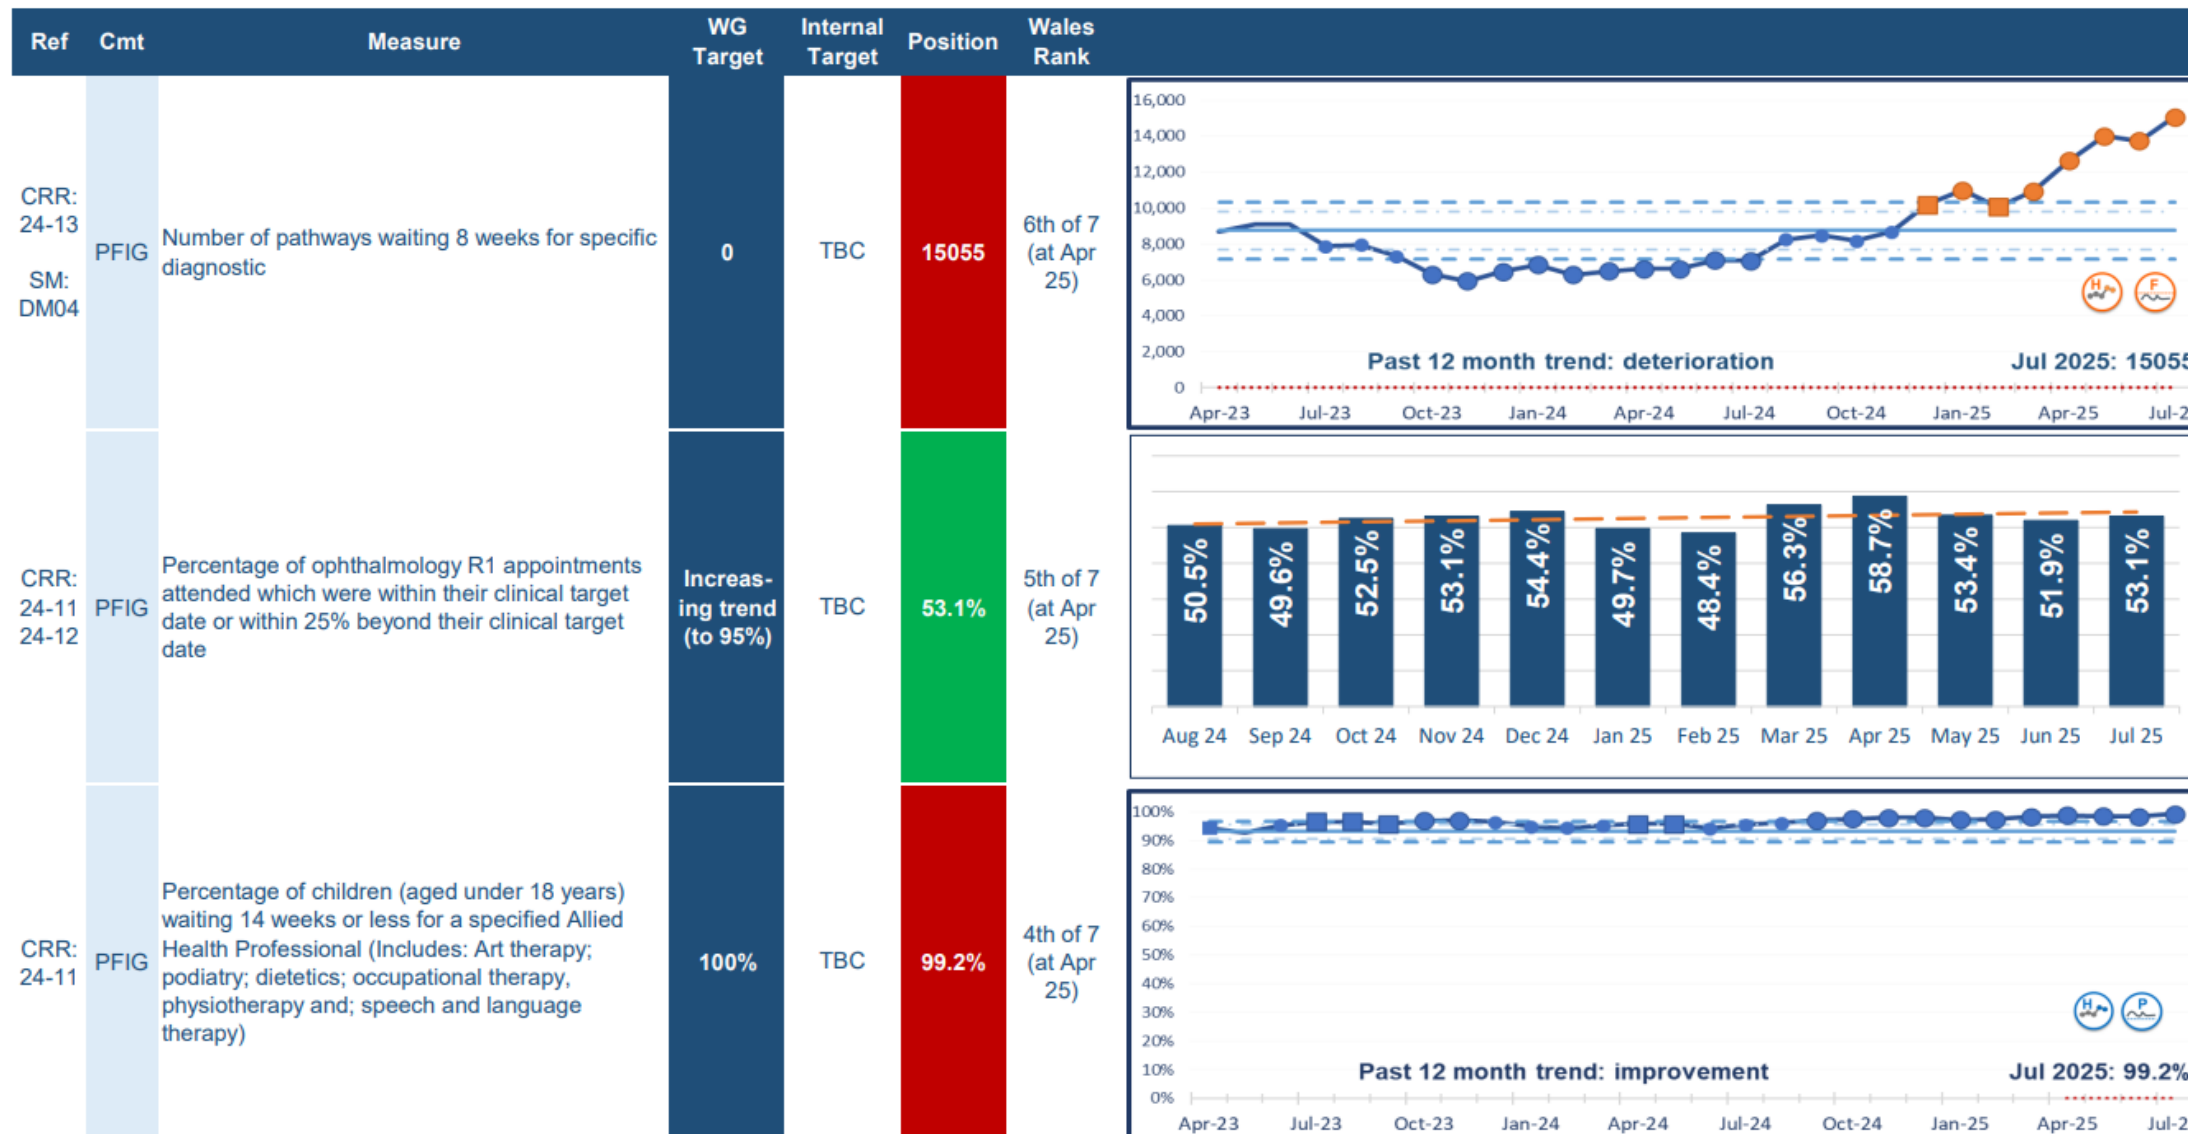 Ref Cmt Measure WG Target Internal Target Position Wales Rank
CRR:
24-13
SM:
DM04
PFIG
Number of pathways waiting 8 weeks for specific
diagnostic
0
TBC
15055
6th of 7
(at Apr
25)
16,000
14,000
12,000
10,000
8,000
6,000
4,000
2,000
0
H
F
Past 12 month trend: deterioration
Jul 2025: 15055
Apr-23 Jul-23 Oct-23 Jan-24 Apr-24 Jul-24 Oct-24 Jan-25 Apr-25 Jul-2
CRR:
24-11
24-12
PFIG
Percentage of ophthalmology R1 appointments
attended which were within their clinical target
date or within 25% beyond their clinical target
date
Increas-
ing trend
(to 95%)
TBC
53.1%
5th of 7
(at Apr
25)
50.5% 49.6% 52.5% 53.1% 54.4% 49.7% 48.4% 56.3% 58.7% 53.4% 51.9% 53.1%
Aug 24 Sep 24 Oct 24 Nov 24 Dec 24 Jan 25 Feb 25 Mar 25 Apr 25 May 25 Jun 25 Jul 25
CRR:
24-11
PFIG
Percentage of children (aged under 18 years)
waiting 14 weeks or less for a specified Allied
Health Professional (Includes: Art therapy;
podiatry; dietetics; occupational therapy,
physiotherapy and; speech and language
therapy)
100%
TBC
99.2%
4th of 7
(at Apr
25)
100%
90%
80%
70%
60%
50%
40%
30%
20%
10%
0%
H
P
Past 12 month trend: improvement
Jul 2025: 99.2%
Apr-23 Jul-23 Oct-23 Jan-24 Apr-24 Jul-24 Oct-24 Jan-25 Apr-25 Jul-2